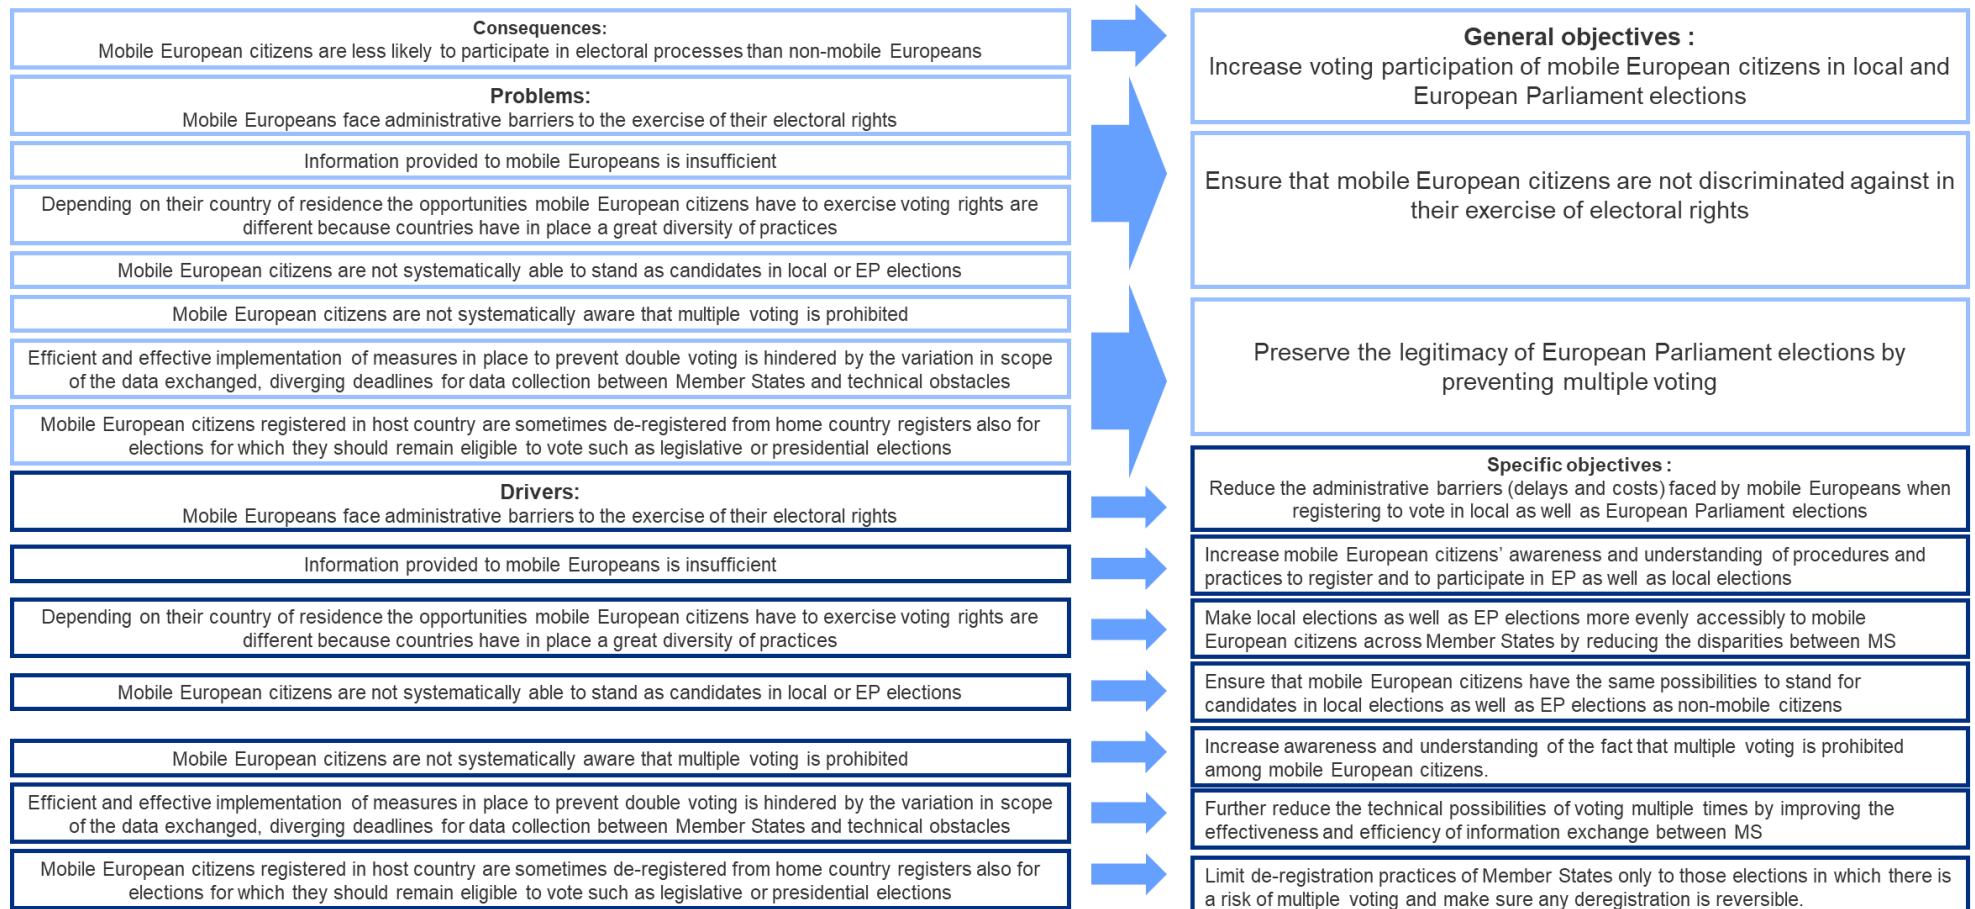 Consequences:
Mobile European citizens are less likely to participate in electoral processes than non-mobile Europeans
Problems:
Mobile Europeans face administrative barriers to the exercise of their electoral rights
Information provided to mobile Europeans is insufficient
Depending on their country of residence the opportunities mobile European citizens have to exercise voting rights are
different because countries have in place a great diversity of practices
Mobile European citizens are not systematically able to stand as candidates in local or EP elections
Mobile European citizens are not systematically aware that multiple voting is prohibited
Efficient and effective implementation of measures in place to prevent double voting is hindered by the variation in scope
of the data exchanged, diverging deadlines for data collection between Member States and technical obstacles
Mobile European citizens registered in host country are sometimes de-registered from home country registers also for
elections for which they should remain eligible to vote such as legislative or presidential elections
Drivers:
Mobile Europeans face administrative barriers to the exercise of their electoral rights
Information provided to mobile Europeans is insufficient
Depending on their country of residence the opportunities mobile European citizens have to exercise voting rights are
different because countries have in place a great diversity of practices
Mobile European citizens are not systematically able to stand as candidates in local or EP elections
Mobile European citizens are not systematically aware that multiple voting is prohibited
Efficient and effective implementation of measures in place to prevent double voting is hindered by the variation in scope
of the data exchanged, diverging deadlines for data collection between Member States and technical obstacles
Mobile European citizens registered in host country are sometimes de-registered from home country registers also for
elections for which they should remain eligible to vote such as legislative or presidential elections
General objectives :
Increase voting participation of mobile European citizens in local and
European Parliament elections
Ensure that mobile European citizens are not discriminated against in
their exercise of electoral rights
Preserve the legitimacy of European Parliament elections by
preventing multiple voting
Specific objectives :
Reduce the administrative barriers (delays and costs) faced by mobile Europeans when
registering to vote in local as well as European Parliament elections
Increase mobile European citizens’ awareness and understanding of procedures and
practices to register and to participate in EP as well as local elections
Make local elections as well as EP elections more evenly accessibly to mobile
European citizens across Member States by reducing the disparities between MS
Ensure that mobile European citizens have the same possibilities to stand for
candidates in local elections as well as EP elections as non-mobile citizens
Increase awareness and understanding of the fact that multiple voting is prohibited
among mobile European citizens.
Further reduce the technical possibilities of voting multiple times by improving the
effectiveness and efficiency of information exchange between MS
Limit de-registration practices of Member States only to those elections in which there is
a risk of multiple voting and make sure any deregistration is reversible.